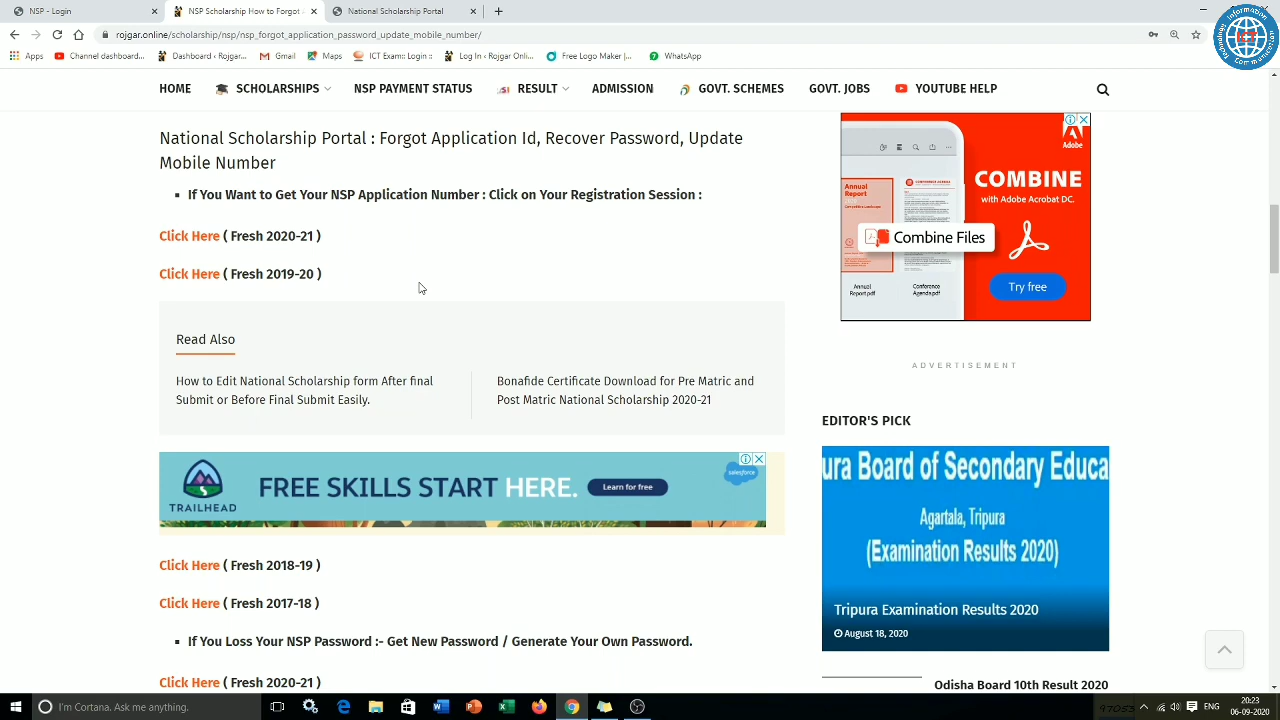 NSP - Login
NSP Scholarship : Forgot
National Scholarship Portal
rojgar.online/scholarship/nsp/nsp_forgot_application_password_update_mobile_number/
Apps
Channel dashboard...
Dashboard ‹ Rojgar...
Gmail
Maps
ICT Exam:: Login ::
Log In ‹ Rojgar Onli...
Free Logo Maker |...
WhatsApp
Information
ICT
HOME
SCHOLARSHIPS
NSP PAYMENT STATUS
RESULT
ADMISSION
GOVT. SCHEMES
GOVT. JOBS
YOUTUBE HELP
National Scholarship Portal : Forgot Application Id, Recover Password, Update
Mobile Number
If You Want to Get Your NSP Application Number : Click on Your Registration Session :
Click Here ( Fresh 2020-21 )
Click Here ( Fresh 2019-20 )
Read Also
How to Edit National Scholarship form After final
Submit or Before Final Submit Easily.
Bonafide Certificate Download for Pre Matric and
Post Matric National Scholarship 2020-21
TRAILHEAD
FREE SKILLS START HERE.
Learn for free
salesforce
Click Here ( Fresh 2018-19 )
Click Here ( Fresh 2017-18 )
If You Loss Your NSP Password :- Get New Password / Generate Your Own Password.
Click Here ( Fresh 2020-21 )
Adobe
COMBINE
with Adobe Acrobat DC.
Annual
Report
Combine Files
Annual
Report.pdf
Conference
Agenda.pdf
Try free
ADVERTISEMENT
EDITOR'S PICK
ura Board of Secondary Educa
Agartala, Tripura
(Examination Results 2020)
Tripura Examination Results 2020
August 18, 2020
Odisha Board 10th Result 2020
I'm Cortana. Ask me anything.
97053
ENG
20:23
06-09-2020